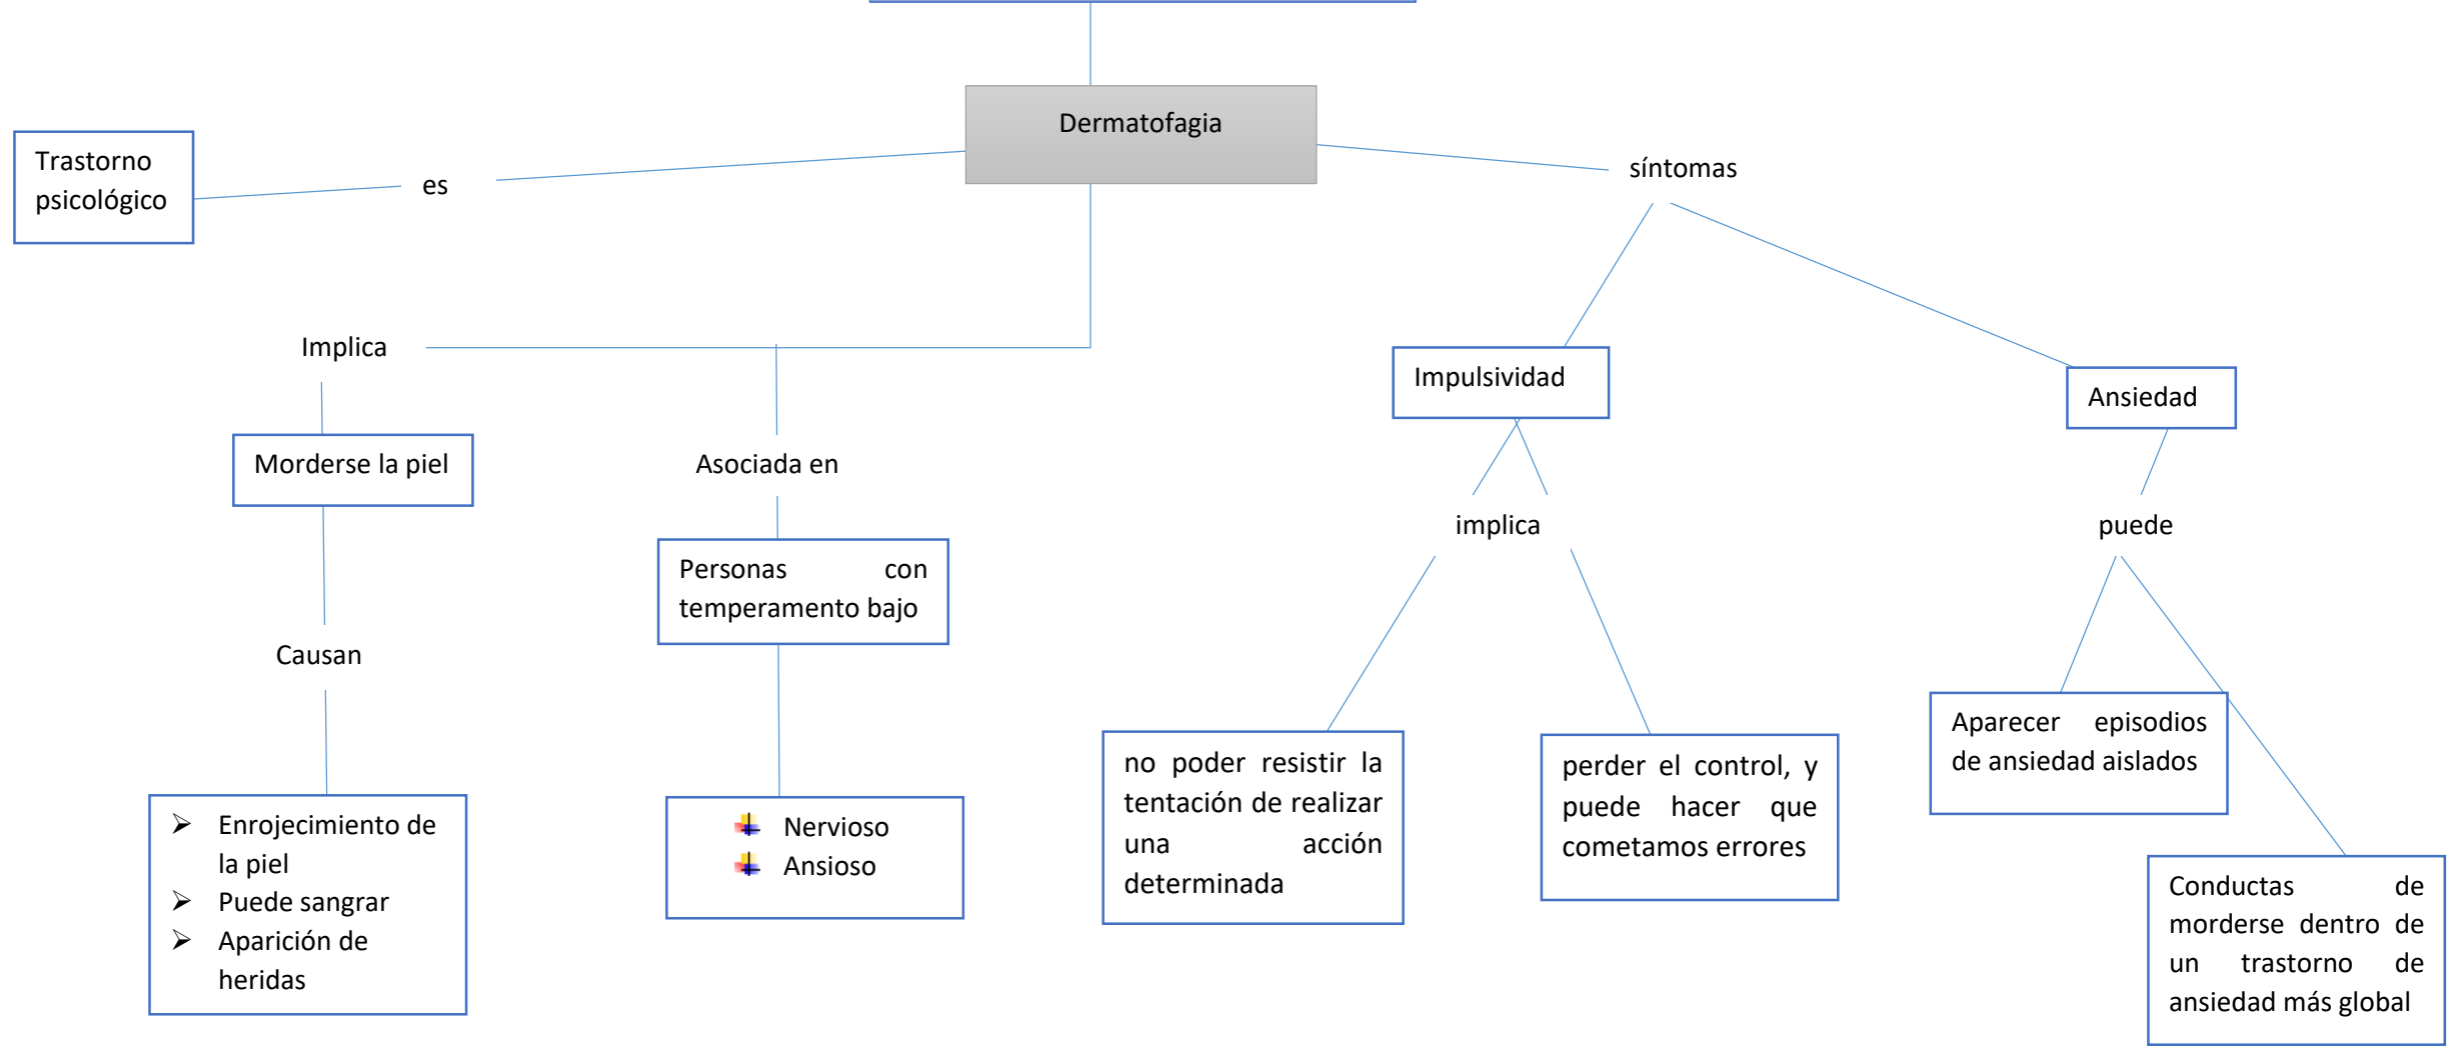 Dermatofagia
Trastorno
psicológico
es
síntomas
Implica
Impulsividad
Ansiedad
Morderse la piel
Asociada en
implica
puede
Personas con
temperamento bajo
Causan
Aparecer episodios
de ansiedad aislados
no poder resistir la
tentación de realizar
una acción
determinada
perder el control, y
puede hacer que
cometamos errores
Enrojecimiento de
la piel
Puede sangrar
Aparición de
heridas
Nervioso
Ansioso
Conductas de
morderse dentro de
un trastorno de
ansiedad más global